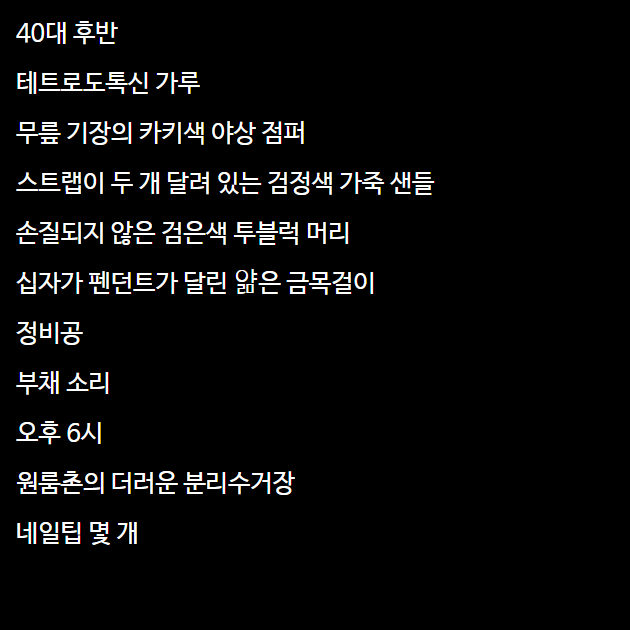 40대 후반
테트로도톡신 가루
무릎 기장의 카키색 야상 점퍼
스트랩이 두 개 달려 있는 검정색 가죽 샌들
손질되지 않은 검은색 투블럭 머리
십자가 펜던트가 달린 얇은 금목걸이
정비공
부채 소리
오후 6시
원룸촌의 더러운 분리수거장
네일팁 몇 개